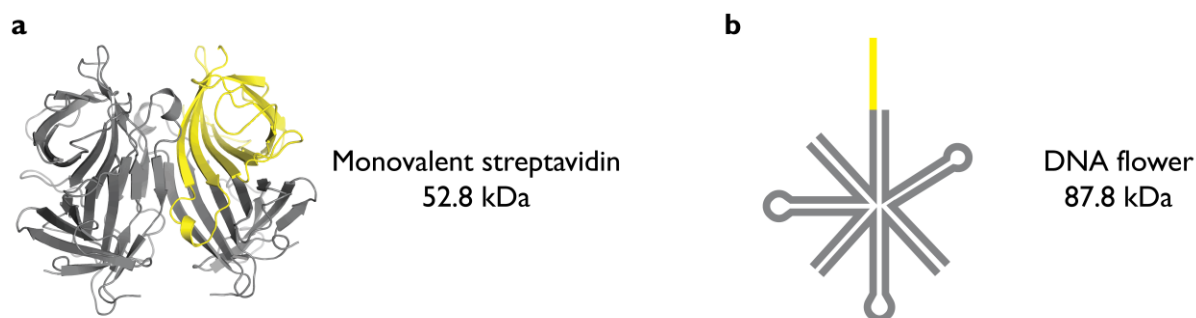 a
Monovalent streptavidin
52.8 kDa
b
DNA flower
87.8 kDa